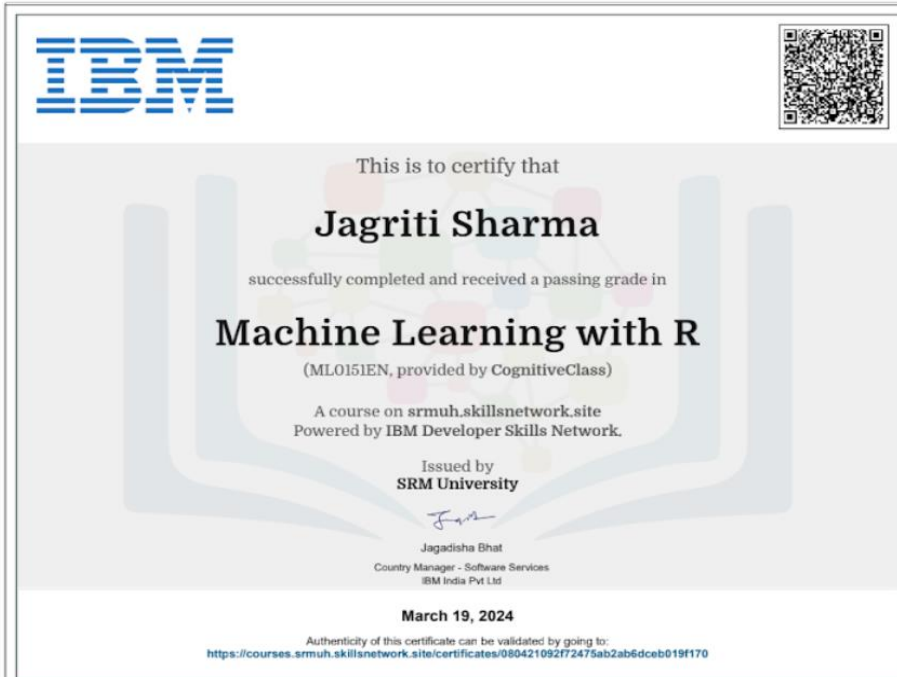 IBM
This is to certify that
Jagriti Sharma
successfully completed and received a passing grade in
Machine Learning with R
(ML0151EN, provided by CognitiveClass)
A course on srmuh.skillsnetwork.site
Powered by IBM Developer Skills Network.
Issued by
SRM University
Jagadisha Bhat
Country Manager - Software Services
IBM India Pvt Ltd
March 19, 2024
Authenticity of this certificate can be validated by going to:
https://courses.srmuh.skillsnetwork.site/certificates/080421092f72475ab2ab6dceb019f170